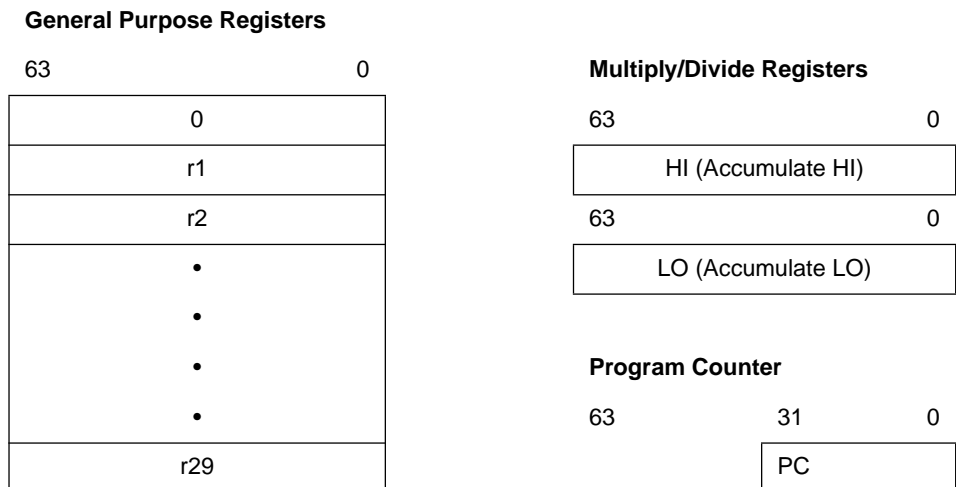 General Purpose Registers
63 0
0
r1
r2
•
•
•
•
r29
Multiply/Divide Registers
63 0
HI (Accumulate HI)
63 0
LO (Accumulate LO)
Program Counter
63 31 0
PC